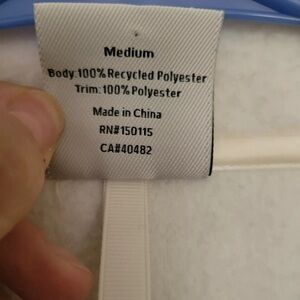 Medium
Body:100% Recycled Polyester
Trim:100% Polyester
Made in China
RN#150115
CA#40482